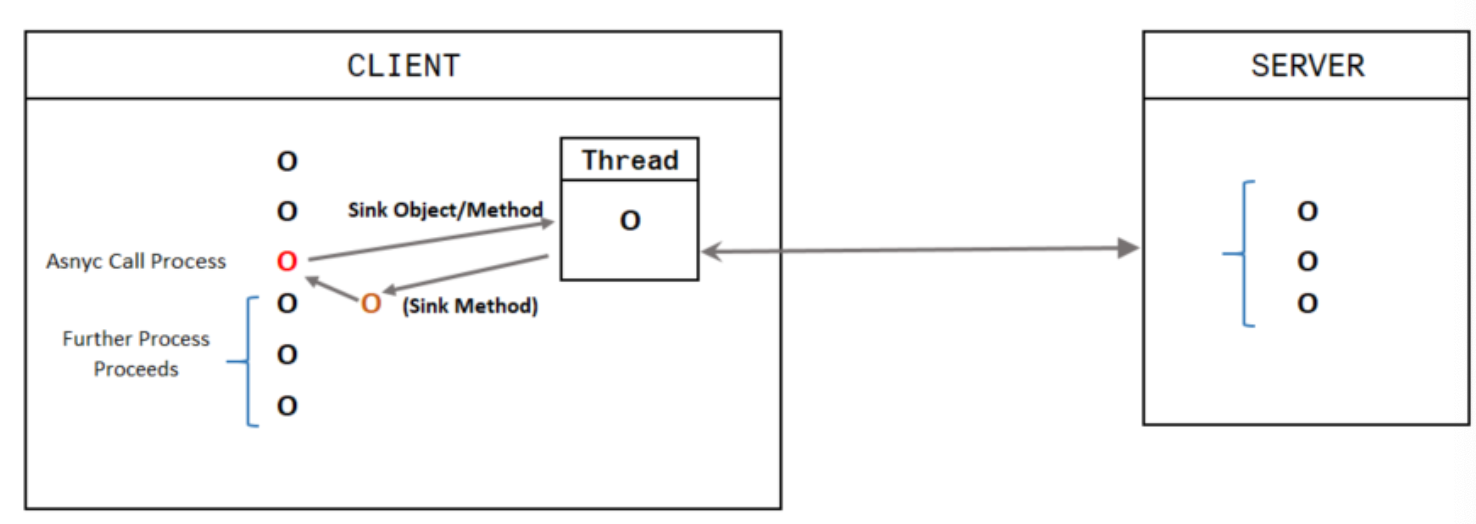 CLIENT
SERVER
O
Thread
O
Sink Object/Method
O
O
Asnyc Call Process
O
O
O
O
(Sink Method)
O
Further Process
Proceeds
O
O
O